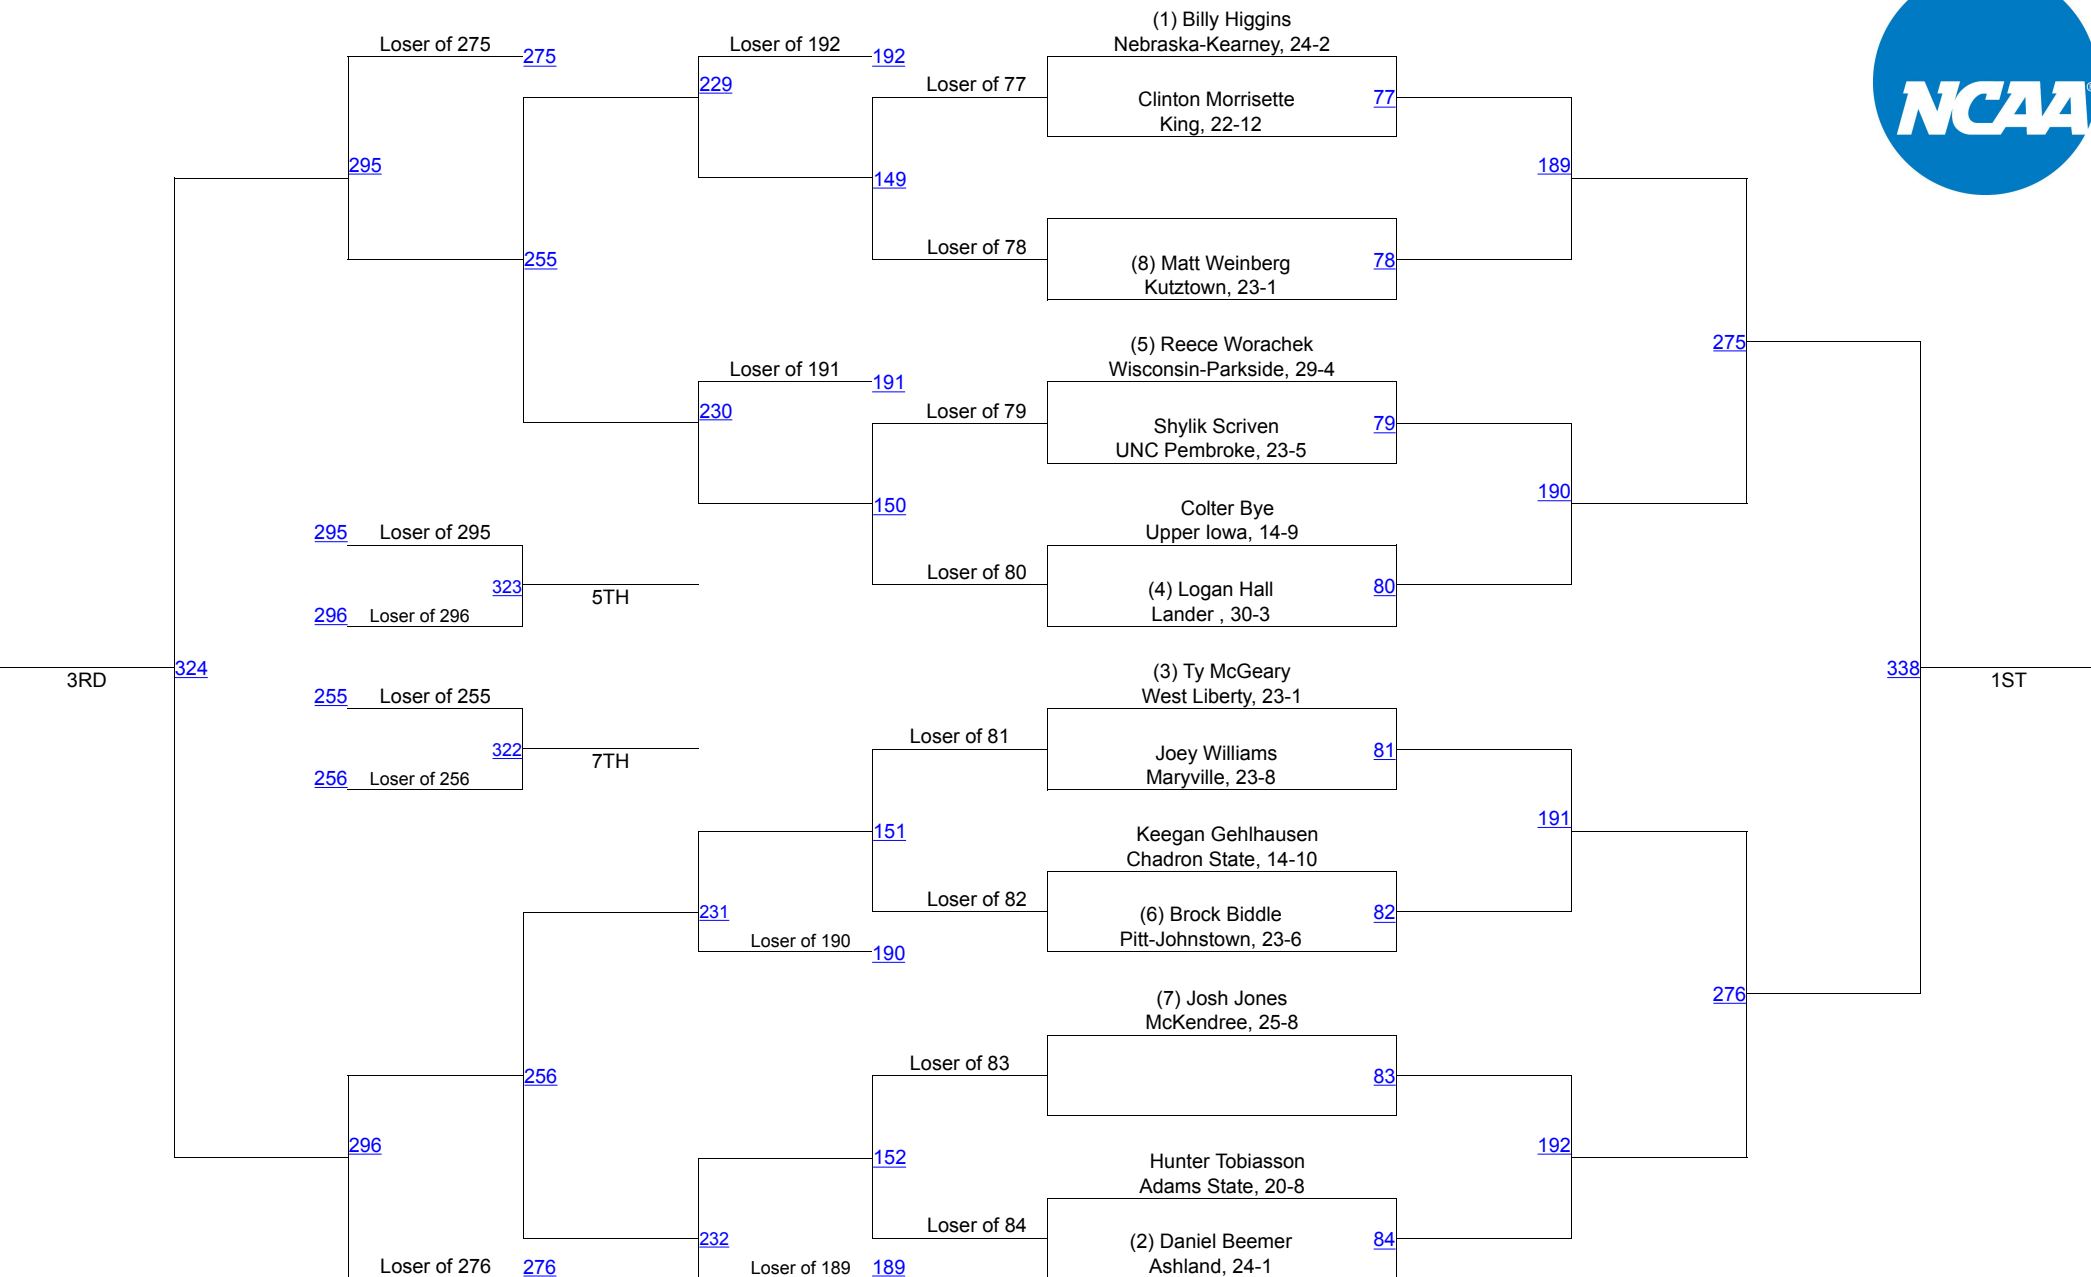 (1) Billy Higgins
Loser of 275
275
Loser of 192
192
Nebraska-Kearney, 24-2
229
Loser of 77
Clinton Morrisette
77
King, 22-12
NCAA®
295
149
189
Loser of 78
255
(8) Matt Weinberg
78
Kutztown, 23-1
(5) Reece Worachek
275
Loser of 191
191
Wisconsin-Parkside, 29-4
230
Loser of 79
Shylik Scriven
79
UNC Pembroke, 23-5
190
150
Colter Bye
295
Loser of 295
Upper Iowa, 14-9
323
5TH
Loser of 80
(4) Logan Hall
80
296
Loser of 296
Lander , 30-3
3RD
324
(3) Ty McGeary
338
1ST
255
Loser of 255
West Liberty, 23-1
322
7TH
Loser of 81
Joey Williams
81
256
Loser of 256
Maryville, 23-8
151
Keegan Gehlhausen
191
Chadron State, 14-10
231
Loser of 82
(6) Brock Biddle
82
Loser of 190
190
Pitt-Johnstown, 23-6
(7) Josh Jones
276
McKendree, 25-8
256
Loser of 83
83
296
152
192
Hunter Tobiasson
Adams State, 20-8
232
Loser of 84
(2) Daniel Beemer
84
Loser of 276
276
Loser of 189
189
Ashland, 24-1